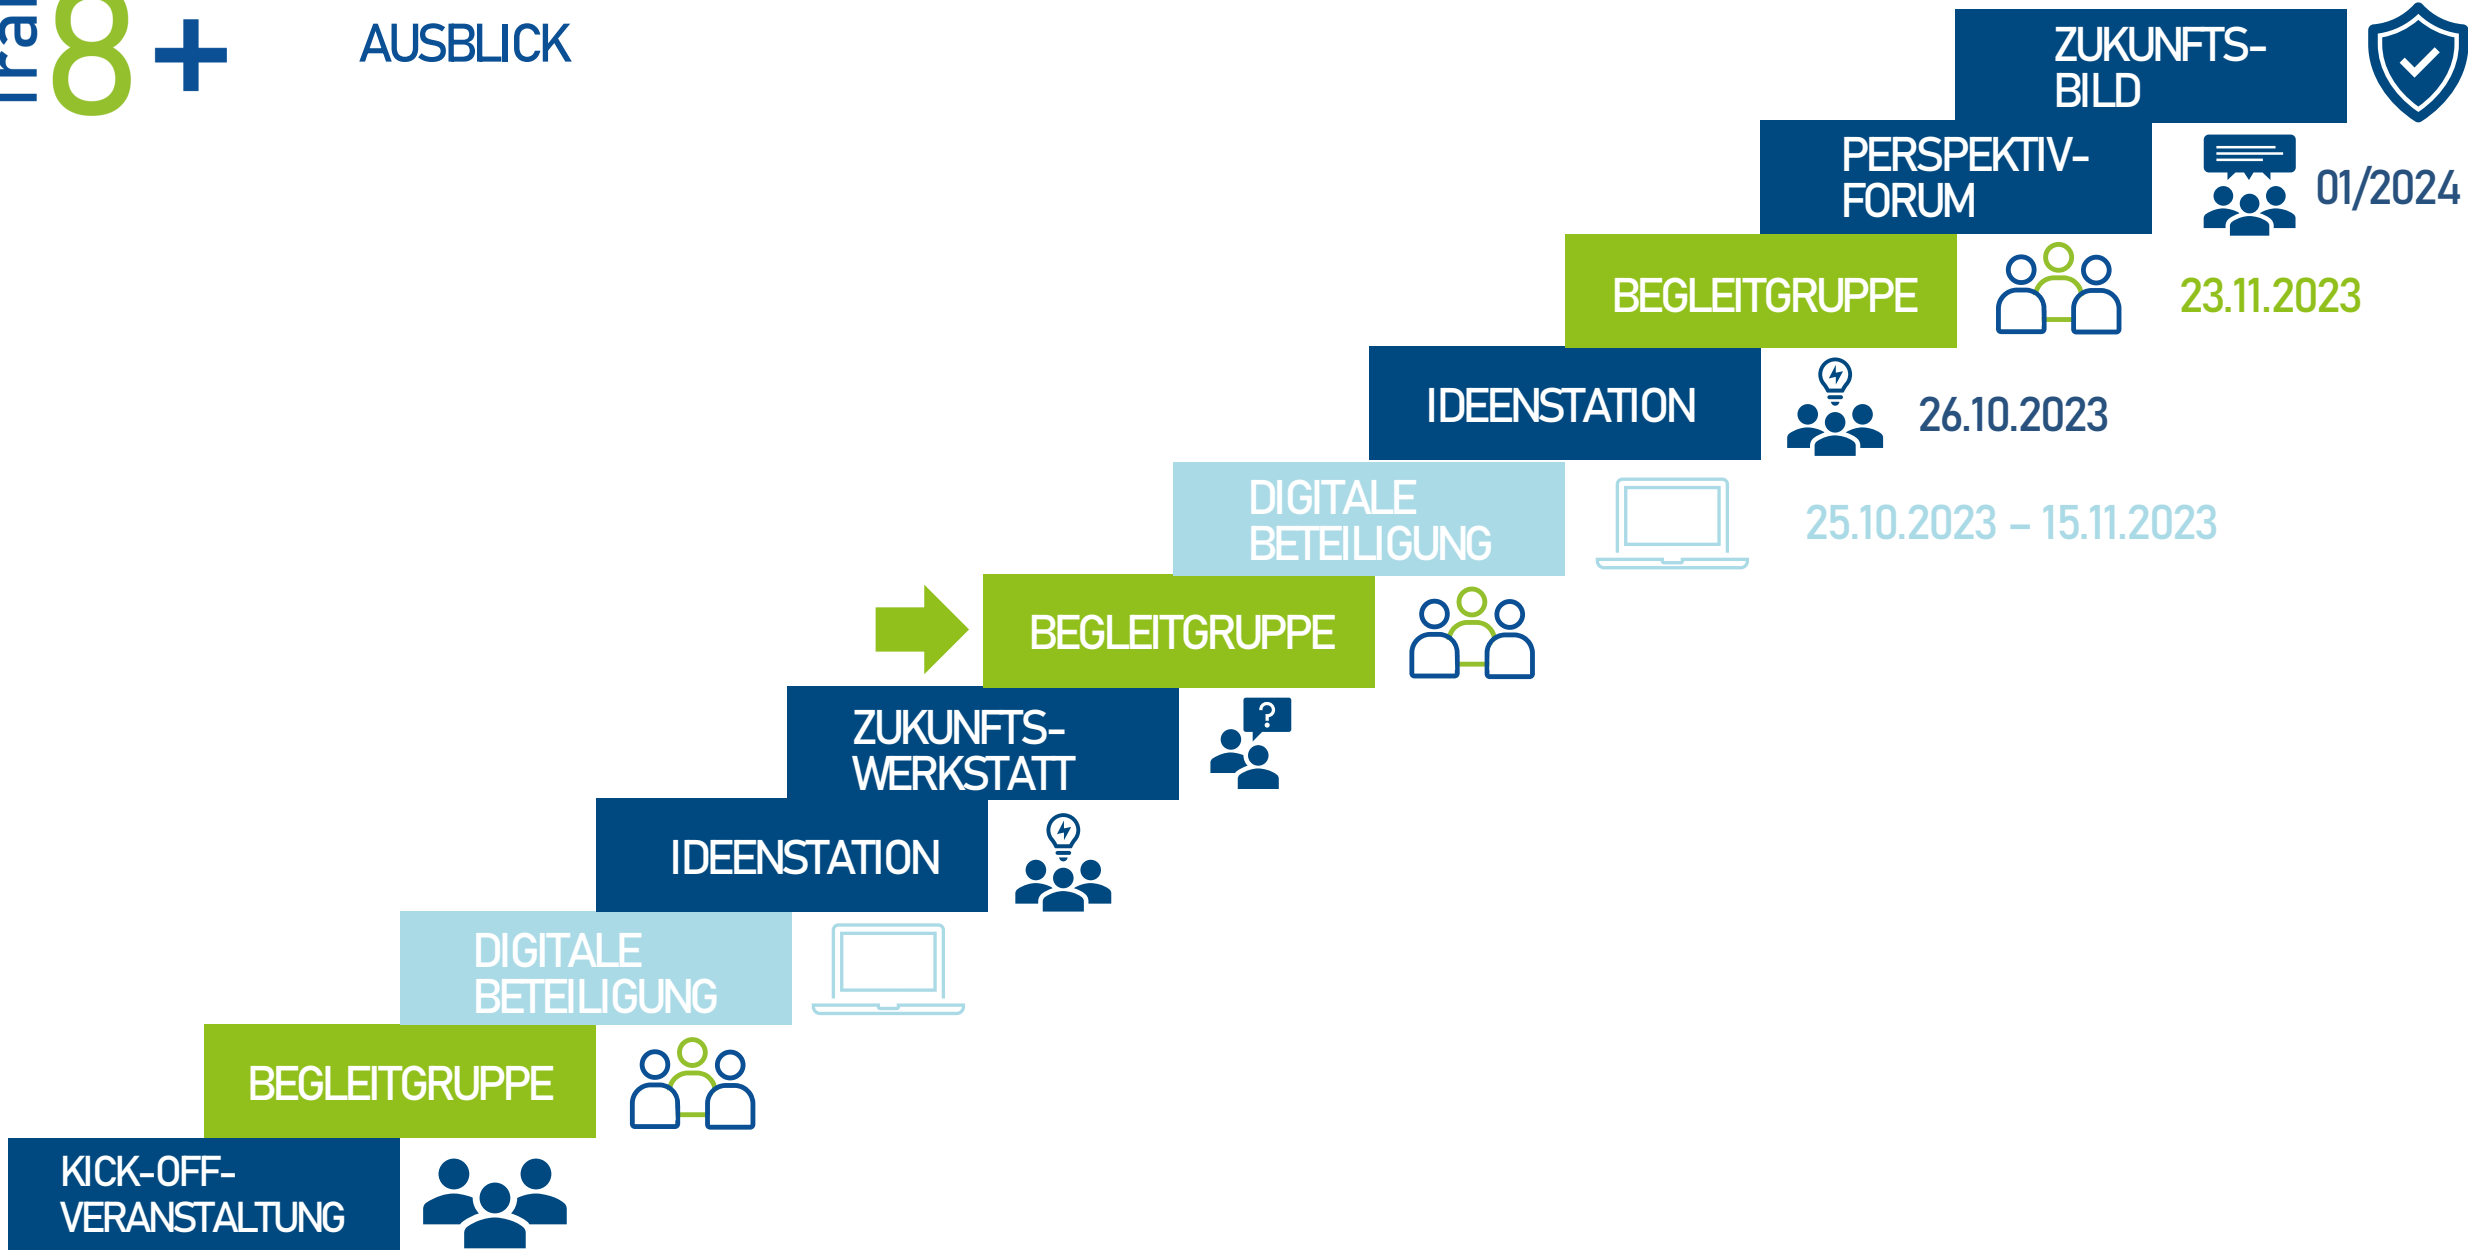 8+
AUSBLICK
ZUKUNFTS-
BILD
PERSPEKTIV-
FORUM
01/2024
BEGLEITGRUPPE
23.11.2023
IDEENSTATION
26.10.2023
DIGITALE
BETEILIGUNG
25.10.2023 – 15.11.2023
BEGLEITGRUPPE
ZUKUNFTS-
WERKSTATT
?
IDEENSTATION
DIGITALE
BETEILIGUNG
BEGLEITGRUPPE
KICK-OFF-
VERANSTALTUNG